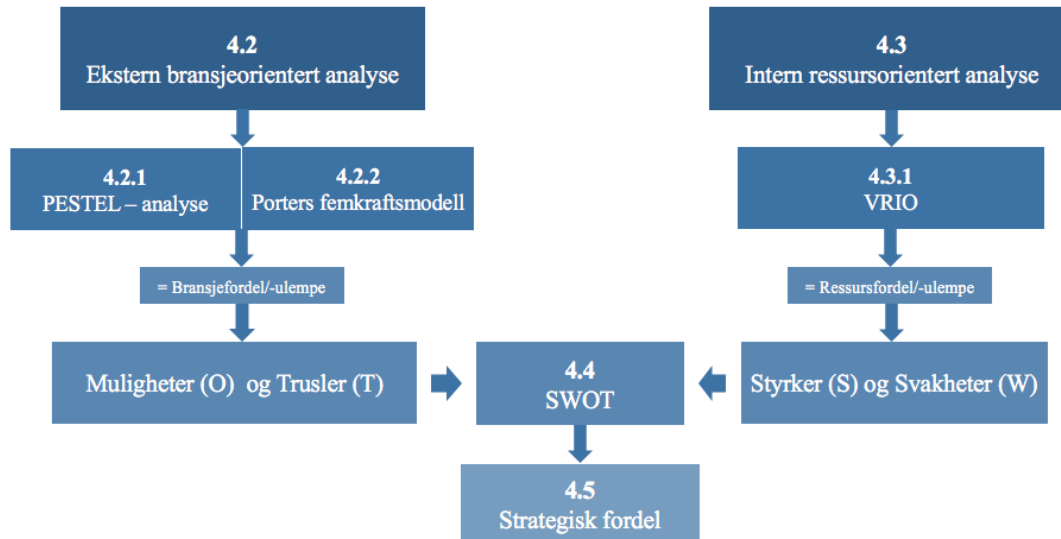 4.2
Ekstern bransjeorientert analyse
4.3
Intern ressursorientert analyse
4.2.1
PESTEL – analyse
4.2.2
Porters femkraftsmodell
4.3.1
VRIO
= Bransjefordel/-ulempe
= Ressursfordel/-ulempe
Muligheter (O) og Trusler (T)
4.4
SWOT
Styrker (S) og Svakheter (W)
4.5
Strategisk fordel